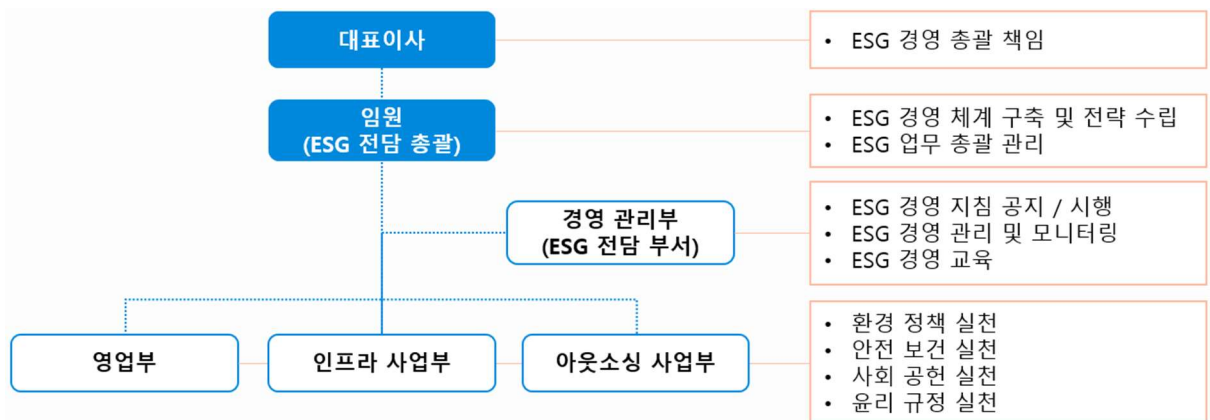 대표이사
• ESG 경영 총괄 책임
임원
(ESG 전담 총괄)
• ESG 경영 체계 구축 및 전략 수립
• ESG 업무 총괄 관리
경영 관리부
(ESG 전담 부서)
• ESG 경영 지침 공지 / 시행
• ESG 경영 관리 및 모니터링
• ESG 경영 교육
영업부
인프라 사업부
아웃소싱 사업부
• 환경 정책 실천
• 안전 보건 실천
• 사회 공헌 실천
• 윤리 규정 실천